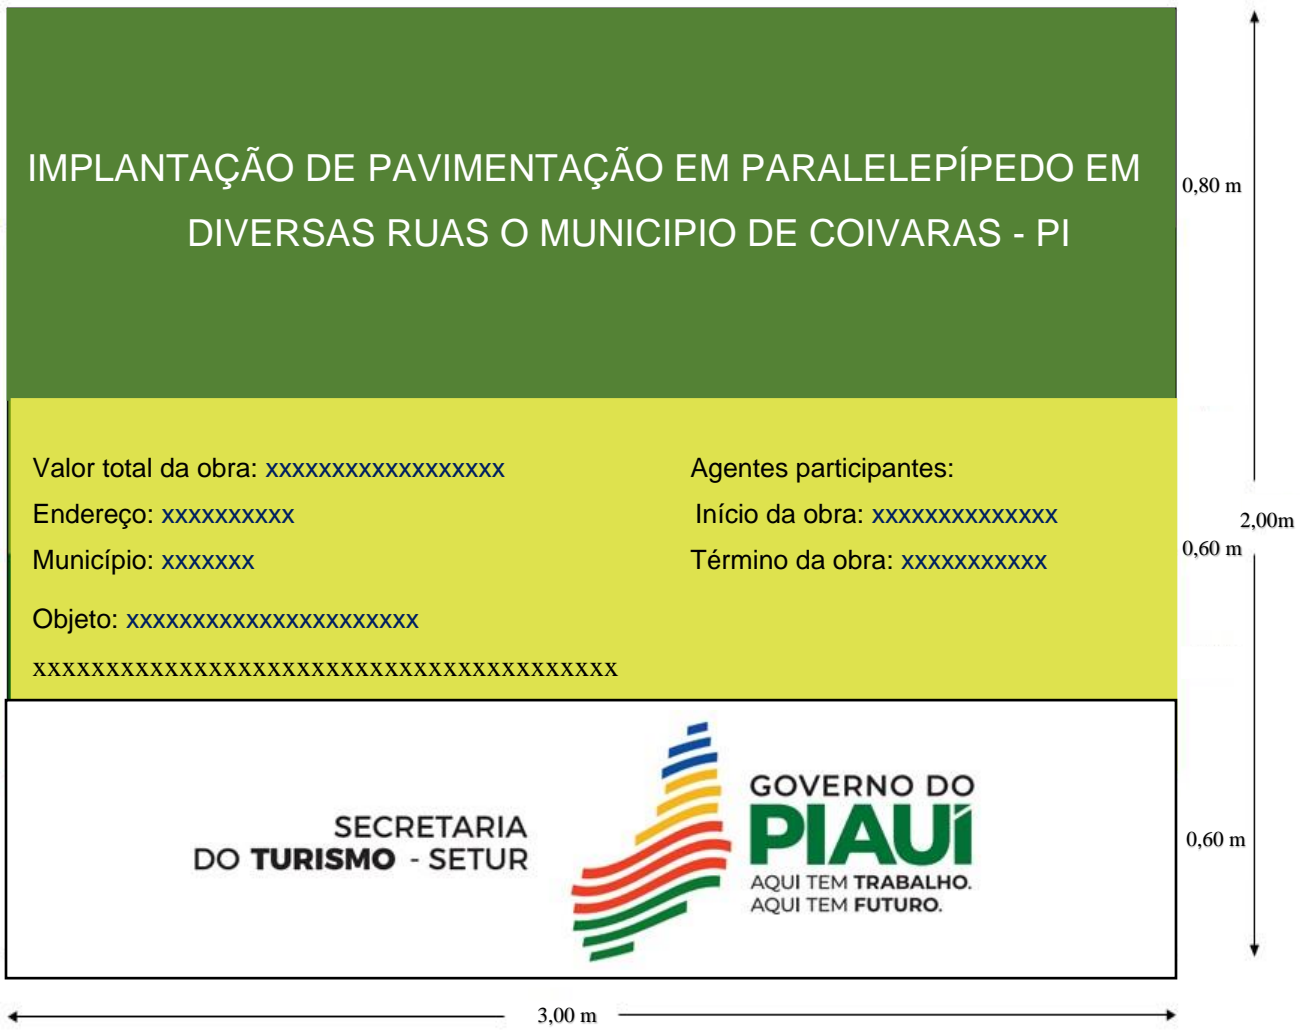 IMPLANTAÇÃO DE PAVIMENTAÇÃO EM PARALELEPÍPEDO EM
DIVERSAS RUAS O MUNICIPIO DE COIVARAS - PI
0,80 m
Valor total da obra: xxxxxxxxxxxxxxxxxx
Endereço: xxxxxxxxxx
Município: xxxxxxx
Objeto: xxxxxxxxxxxxxxxxxxxxxx
xxxxxxxxxxxxxxxxxxxxxxxxxxxxxxxxxxxxxxxx
Agentes participantes:
Início da obra: xxxxxxxxxxxxxx
Término da obra: xxxxxxxxxxx
2,00m
0,60 m
SECRETARIA
DO TURISMO - SETUR
GOVERNO DO
PIAUÍ
AQUI TEM TRABALHO.
AQUI TEM FUTURO.
0,60 m
3,00 m